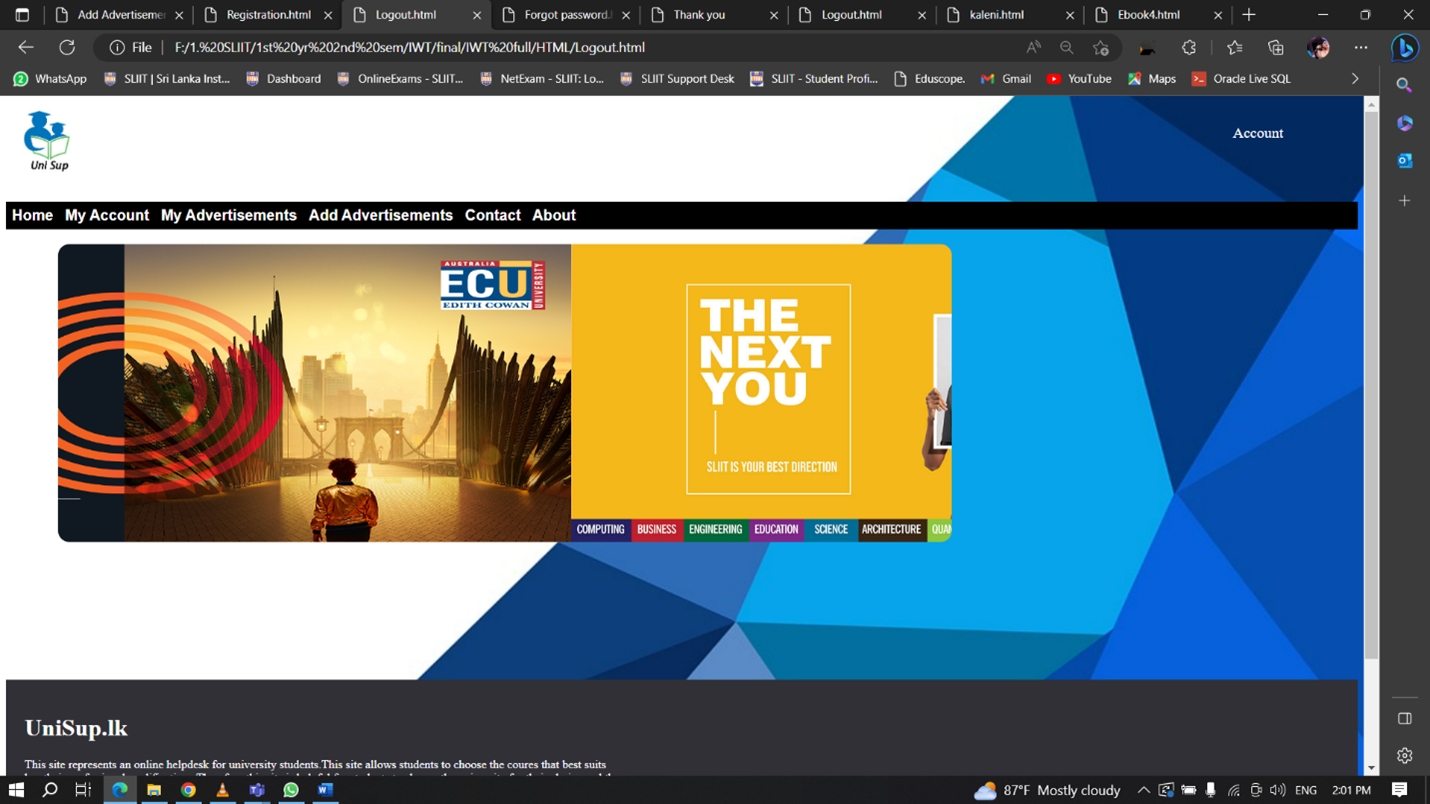 Add Advertisemen
Registration.html
Logout.html
Forgot password.h
Thank you
Logout.html
kaleni.html
Ebook4.html
File
F:/1.%20SLIIT/1st%20yr%202nd%20sem/IWT/final/IWT%20full/HTML/Logout.html
WhatsApp
SLIIT | Sri Lanka Inst...
Dashboard
OnlineExams - SLIIT...
NetExam - SLIIT: Lo...
SLIIT Support Desk
SLIIT - Student Profi...
Eduscope.
Gmail
YouTube
Maps
Oracle Live SQL
Uni Sup
Account
Home My Account My Advertisements Add Advertisements Contact About
AUSTRALIA
ECU
EDITH COWAN
UNIVERSITY
THE
NEXT
YOU
SLIIT IS YOUR BEST DIRECTION
COMPUTING BUSINESS ENGINEERING EDUCATION SCIENCE ARCHITECTURE QUAN
UniSup.lk
This site represents an online helpdesk for university students.This site allows students to choose the coures that best suits
87°F Mostly cloudy
ENG
2:01 PM